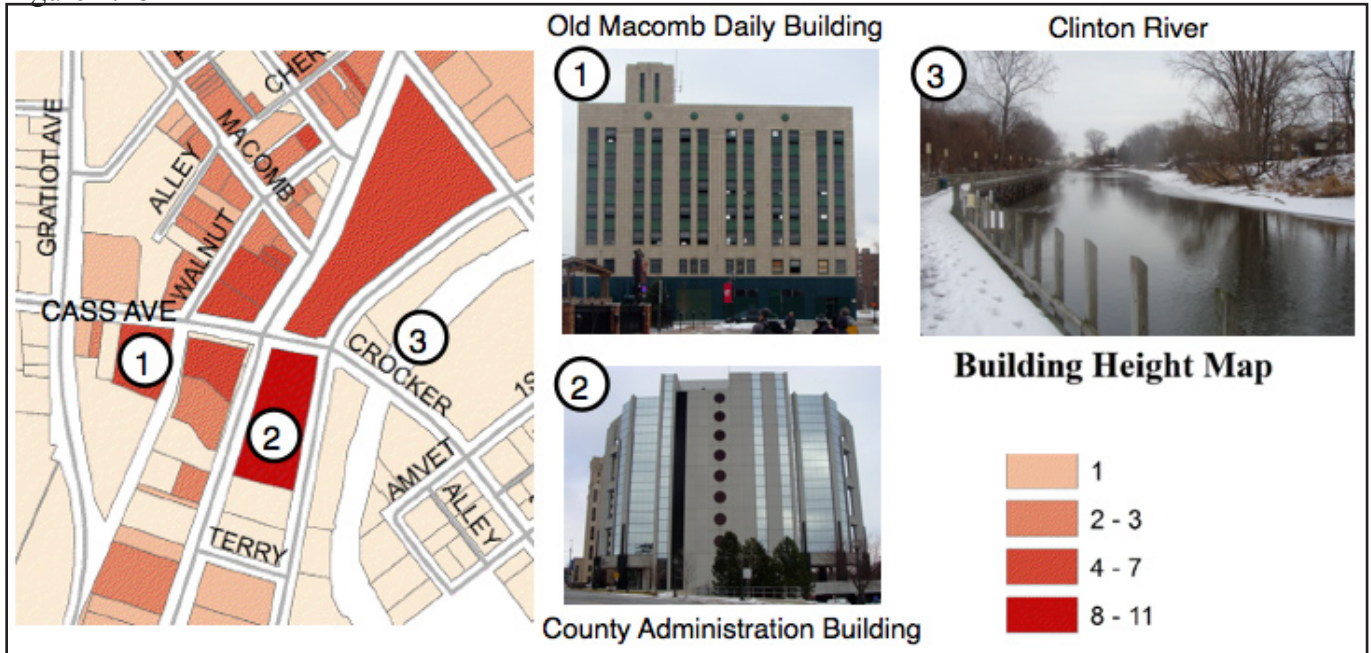 Old Macomb Daily Building
Clinton River
1
3
GRATIOT AVE
MACOMB
ALLEY
WALNUT
CASS AVE
1
3
CROCKER
2
AMVET
ALLEY
TERRY
2
County Administration Building
Building Height Map
1
2 - 3
4 - 7
8 - 11